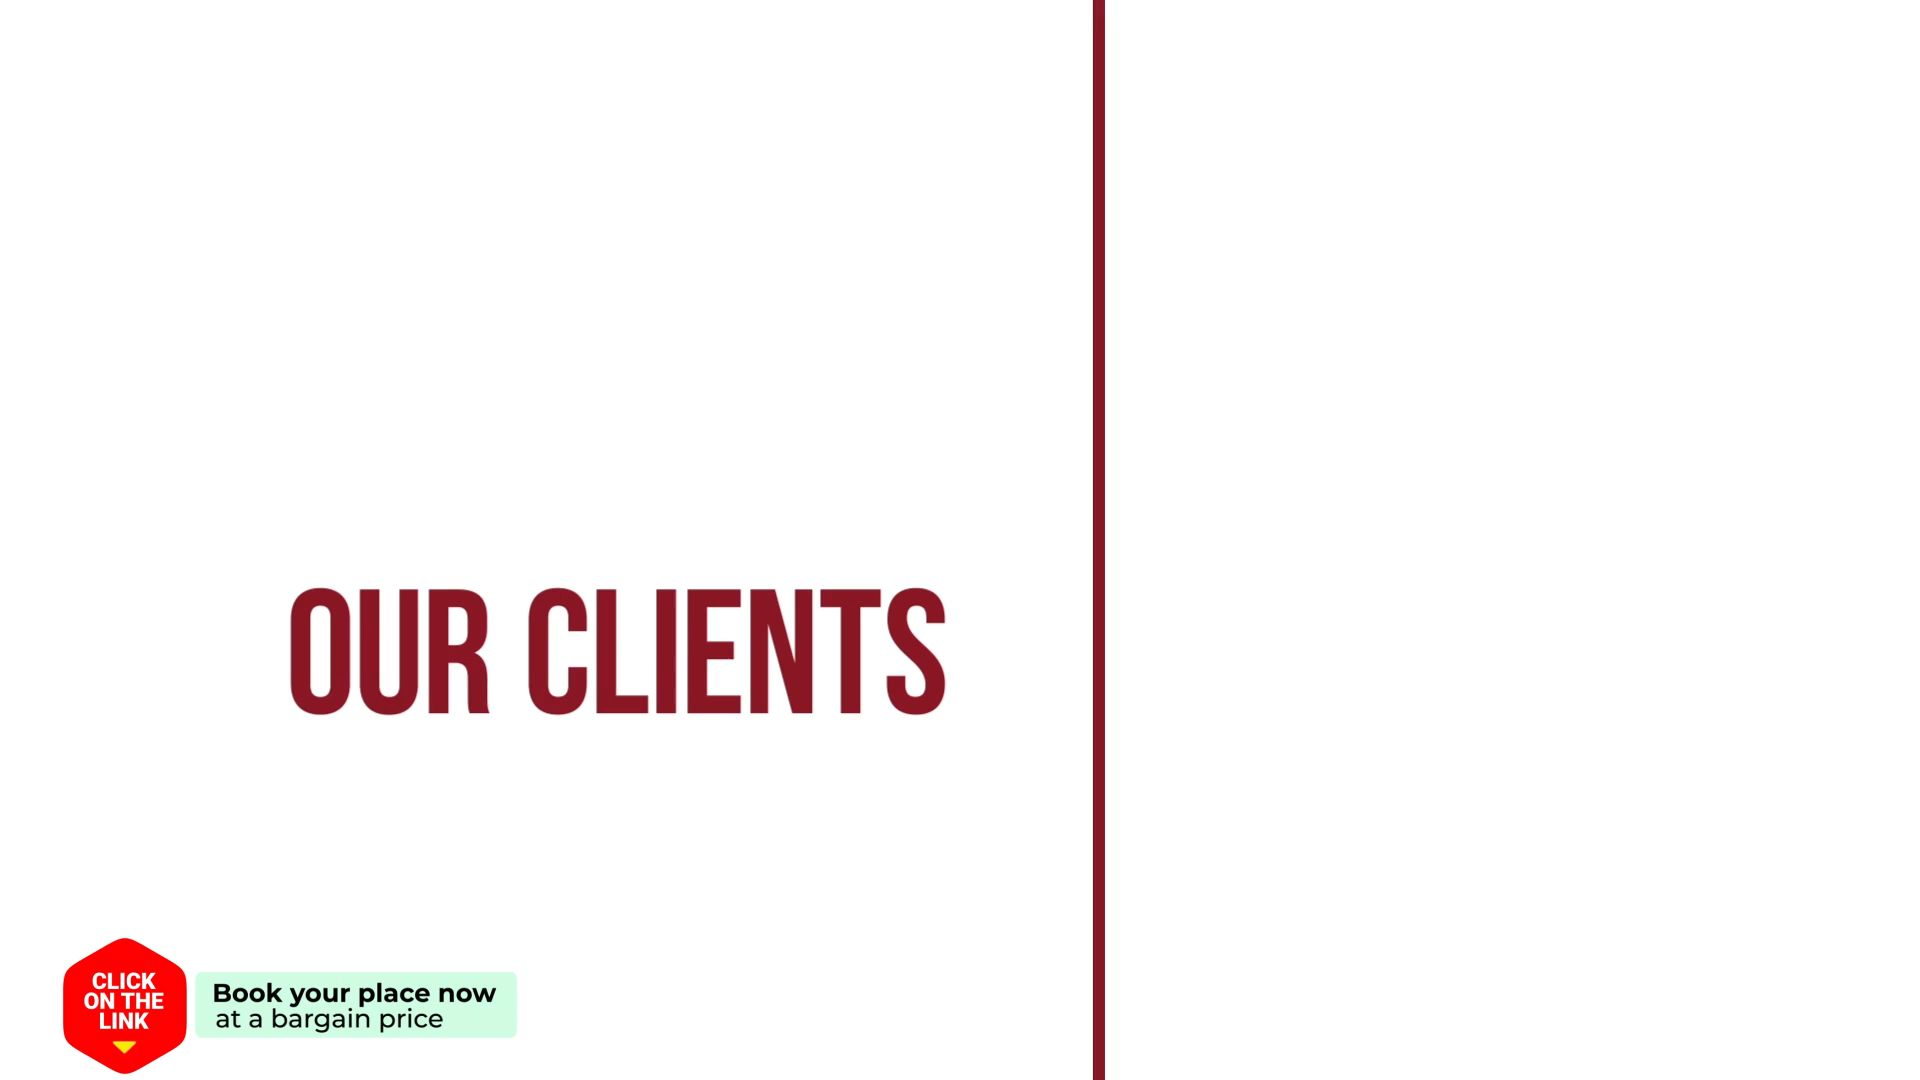 OUR CLIENTS
CLICK
ON THE
LINK
Book your place now
at a bargain price